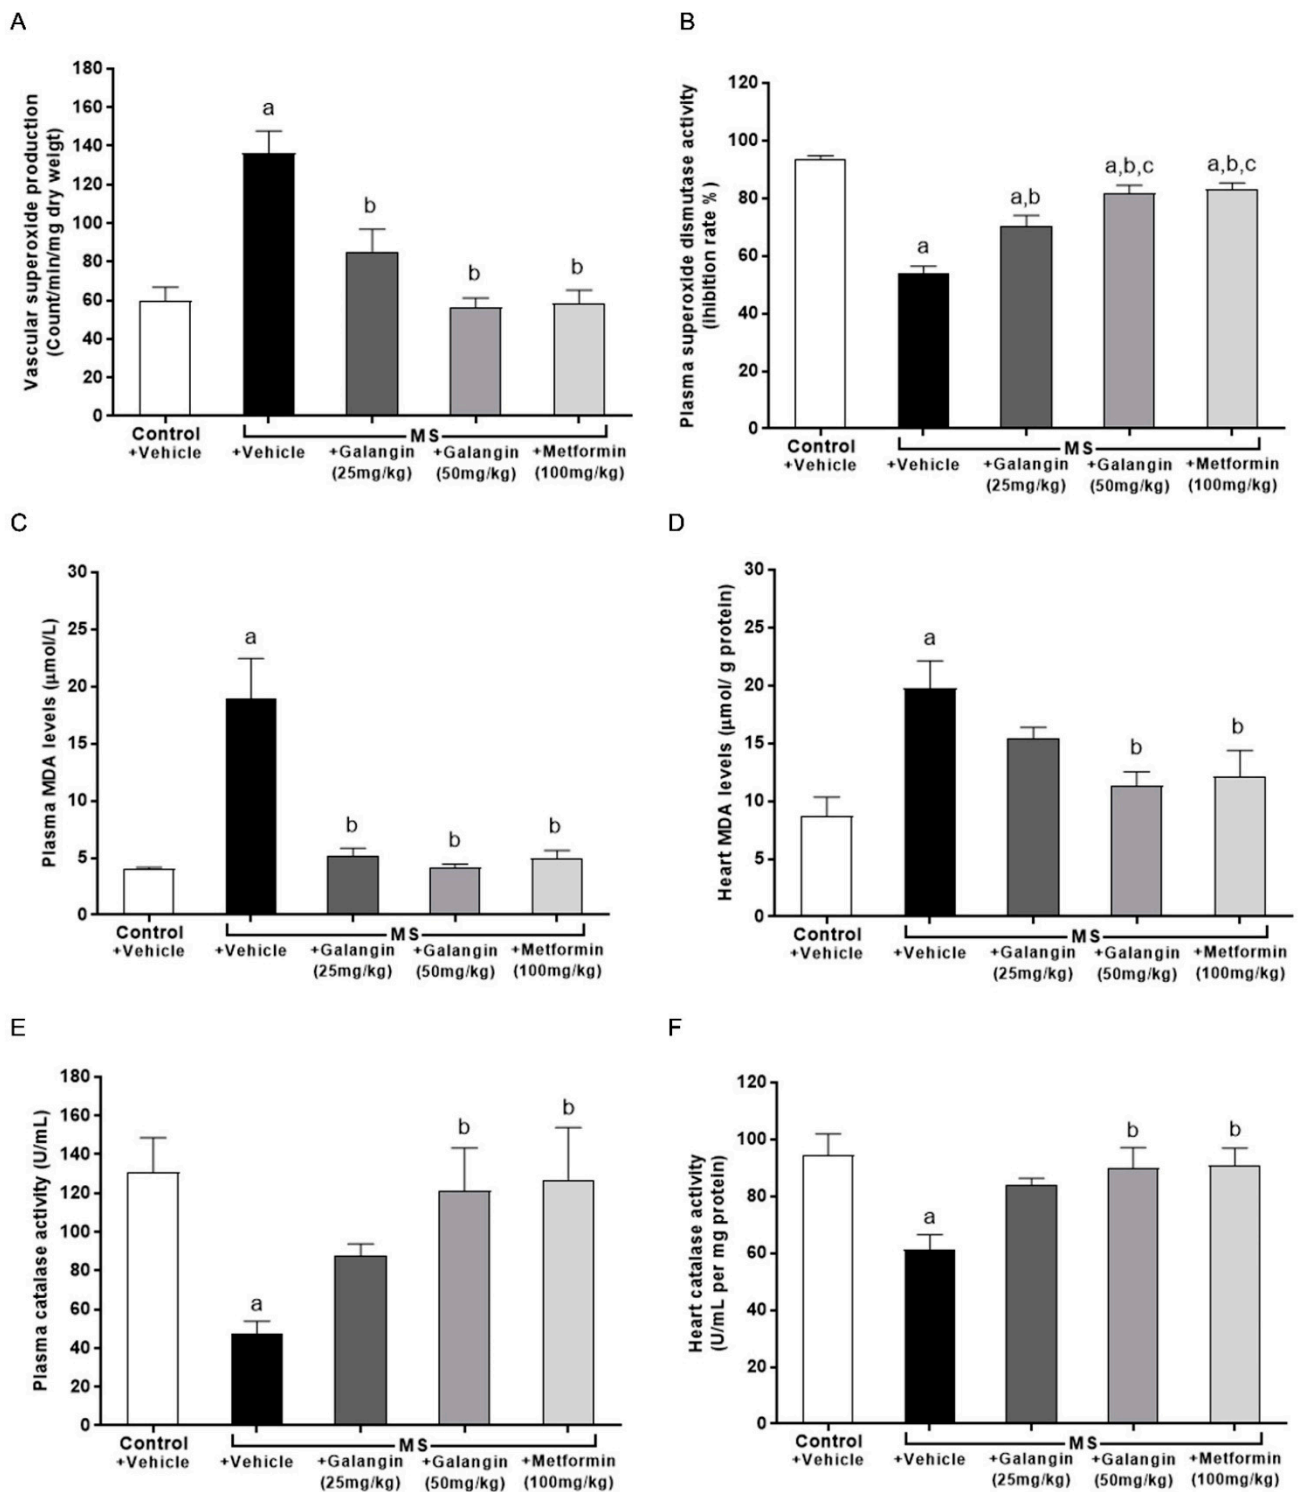 A
Vascular superoxide production
(Count/min/mg dry weigt)
180
160
140
120
100
80
60
40
20
0
a
b
b
b
Control
+Vehicle
MS
+Vehicle
+Galangin
(25mg/kg)
+Galangin
(50mg/kg)
+Metformin
(100mg/kg)
B
Plasma superoxide dismutase activity
(Ihibition rate %)
120
100
80
60
40
20
0
a
a,b
a,b,c
a,b,c
Control
+Vehicle
MS
+Vehicle
+Galangin
(25mg/kg)
+Galangin
(50mg/kg)
+Metformin
(100mg/kg)
C
Plasma MDA levels (μmol/L)
30
25
20
15
10
5
0
a
b
b
b
Control
+Vehicle
MS
+Vehicle
+Galangin
(25mg/kg)
+Galangin
(50mg/kg)
+Metformin
(100mg/kg)
D
Heart MDA levels (μmol/ g protein)
30
25
20
15
10
5
0
a
b
b
Control
+Vehicle
MS
+Vehicle
+Galangin
(25mg/kg)
+Galangin
(50mg/kg)
+Metformin
(100mg/kg)
E
Plasma catalase activity (U/mL)
180
160
140
120
100
80
60
40
20
0
a
b
b
Control
+Vehicle
MS
+Vehicle
+Galangin
(25mg/kg)
+Galangin
(50mg/kg)
+Metformin
(100mg/kg)
F
Heart catalase activity
(U/mL per mg protein)
120
100
80
60
40
20
0
a
b
b
Control
+Vehicle
MS
+Vehicle
+Galangin
(25mg/kg)
+Galangin
(50mg/kg)
+Metformin
(100mg/kg)